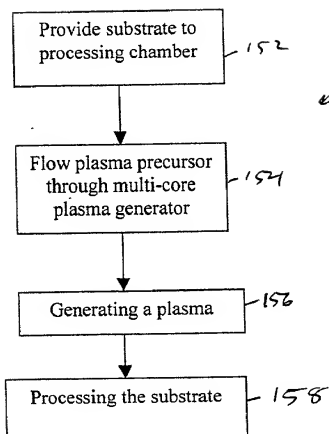 Provide substrate to
processing chamber
152
Flow plasma precursor
through multi-core
plasma generator
154
Generating a plasma
156
Processing the substrate
158